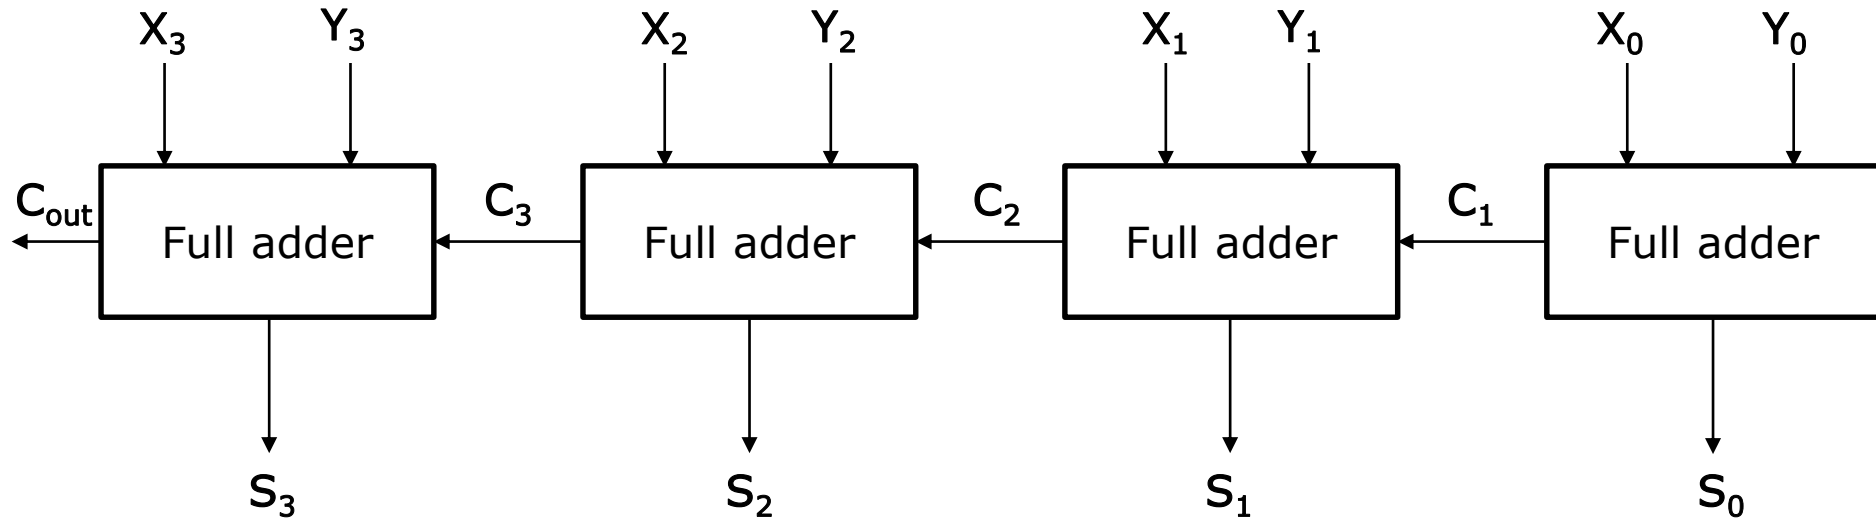 X₃ Y₃ X₂ Y₂ X₁ Y₁ X₀ Y₀
Cout C₃ C₂ C₁
Full adder Full adder Full adder Full adder
S₃ S₂ S₁ S₀